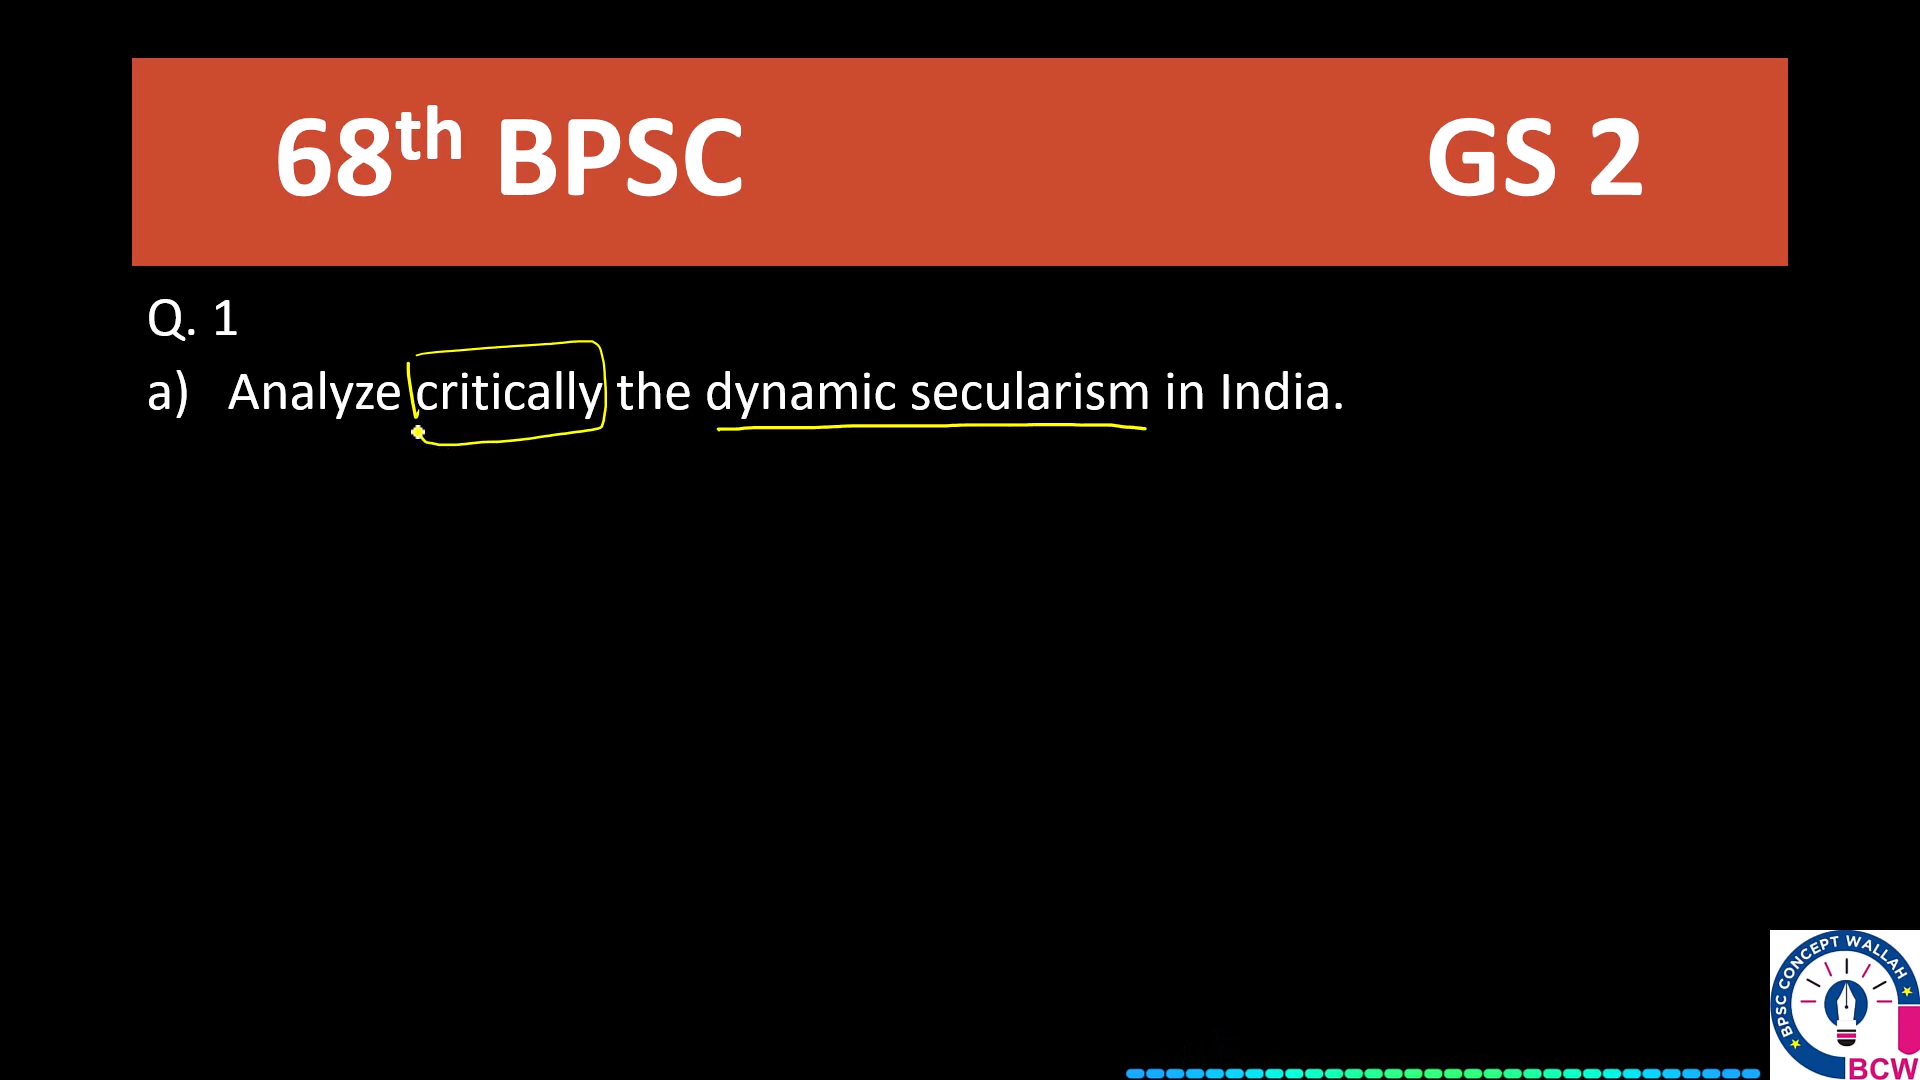 68th BPSC GS 2
Q. 1
a) Analyze critically the dynamic secularism in India.
BPSC CONCEPT WALLAH
BCW